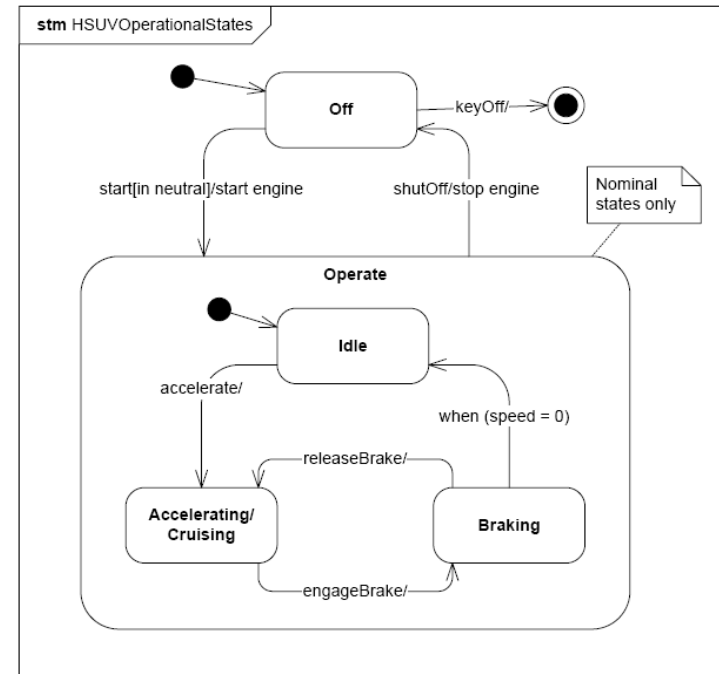 stm HSUVOperationalStates
Off
keyOff/
start[in neutral]/start engine
shutOff/stop engine
Nominal
states only
Operate
Idle
accelerate/
when (speed = 0)
releaseBrake/
Accelerating/
Cruising
Braking
engageBrake/